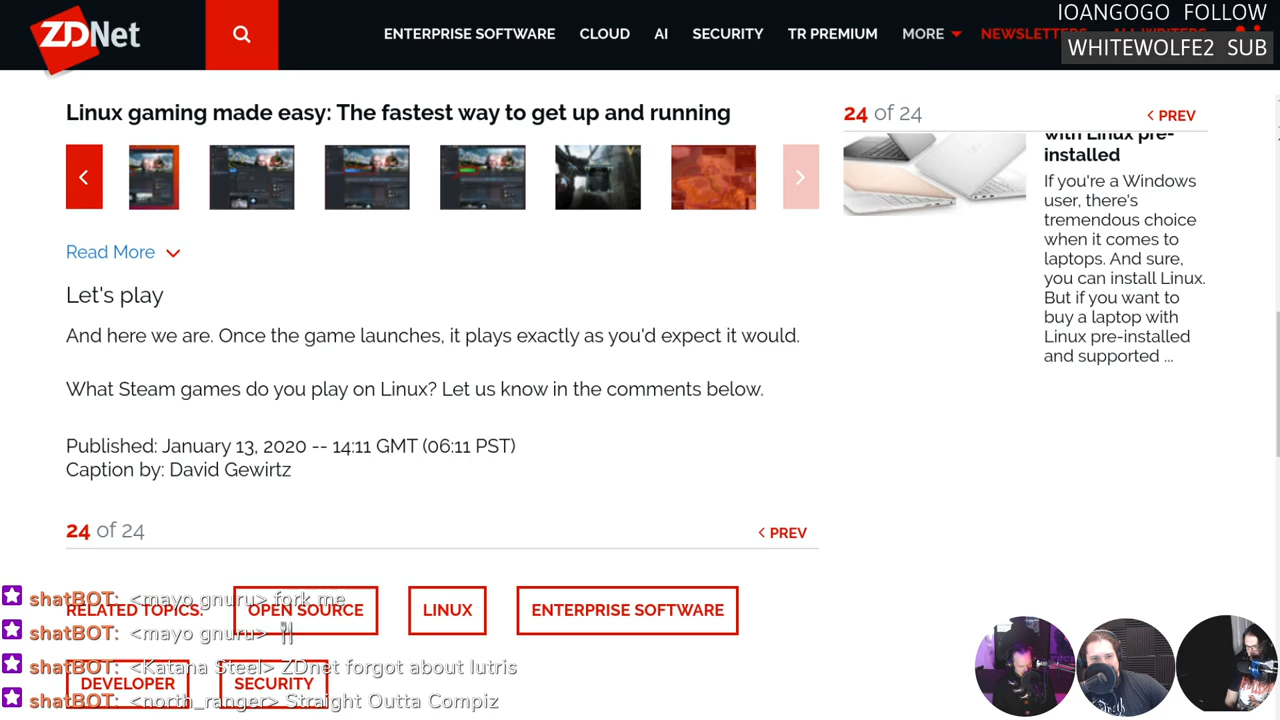 ZDNet
ENTERPRISE SOFTWARE CLOUD AI SECURITY TR PREMIUM MORE NEWSLETTERS ALL WRITERS
IOANGOGO FOLLOW
WHITEWOLFE2 SUB
Linux gaming made easy: The fastest way to get up and running
Read More
Let's play
And here we are. Once the game launches, it plays exactly as you'd expect it would.
What Steam games do you play on Linux? Let us know in the comments below.
Published: January 13, 2020 -- 14:11 GMT (06:11 PST)
Caption by: David Gewirtz
24 of 24
PREV
RELATED TOPICS: OPEN SOURCE LINUX ENTERPRISE SOFTWARE
DEVELOPER SECURITY
24 of 24
PREV
with Linux pre-
installed
If you're a Windows
user, there's
tremendous choice
when it comes to
laptops. And sure,
you can install Linux.
But if you want to
buy a laptop with
Linux pre-installed
and supported ...
shatBOT: <mayo gnuru> fork me
shatBOT: <mayo gnuru> 🍴
shatBOT: <Katana Steel> ZDnet forgot about lutris
shatBOT: <north_ranger> Straight Outta Compiz